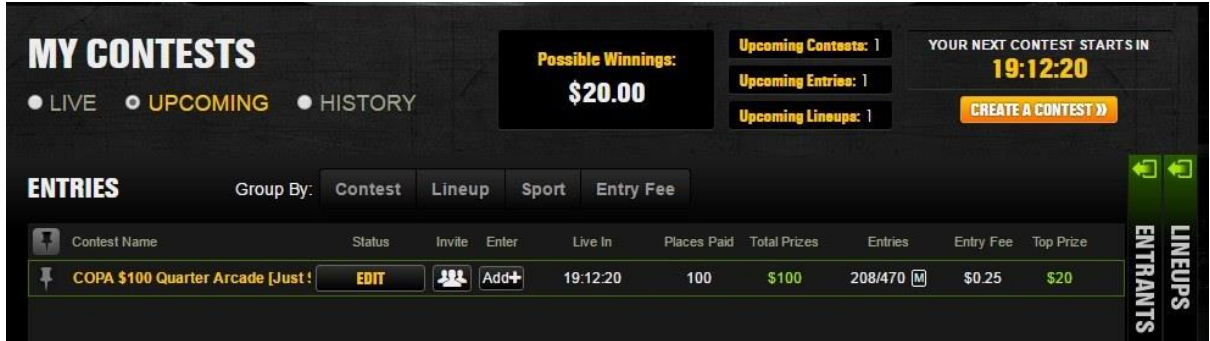 MY CONTESTS
LIVE UPCOMING HISTORY
Possible Winnings:
$20.00
Upcoming Contests: 1
Upcoming Entries: 1
Upcoming Lineups: 1
YOUR NEXT CONTEST STARTS IN
19:12:20
CREATE A CONTEST »
ENTRIES Group By: Contest Lineup Sport Entry Fee
Contest Name Status Invite Enter Live In Places Paid Total Prizes Entries Entry Fee Top Prize
COPA $100 Quarter Arcade [Just EDIT Add+ 19:12:20 100 $100 208/470 M $0.25 $20
ENTRANTS
LINEUPS